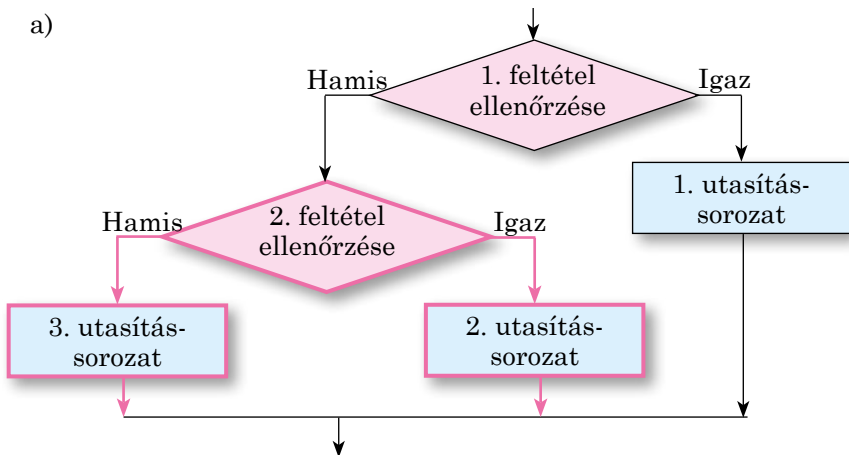 a)
1. feltétel
ellenőrzése
Hamis
Igaz
1. utasítás-
sorozat
2. feltétel
ellenőrzése
Hamis
Igaz
3. utasítás-
sorozat
2. utasítás-
sorozat